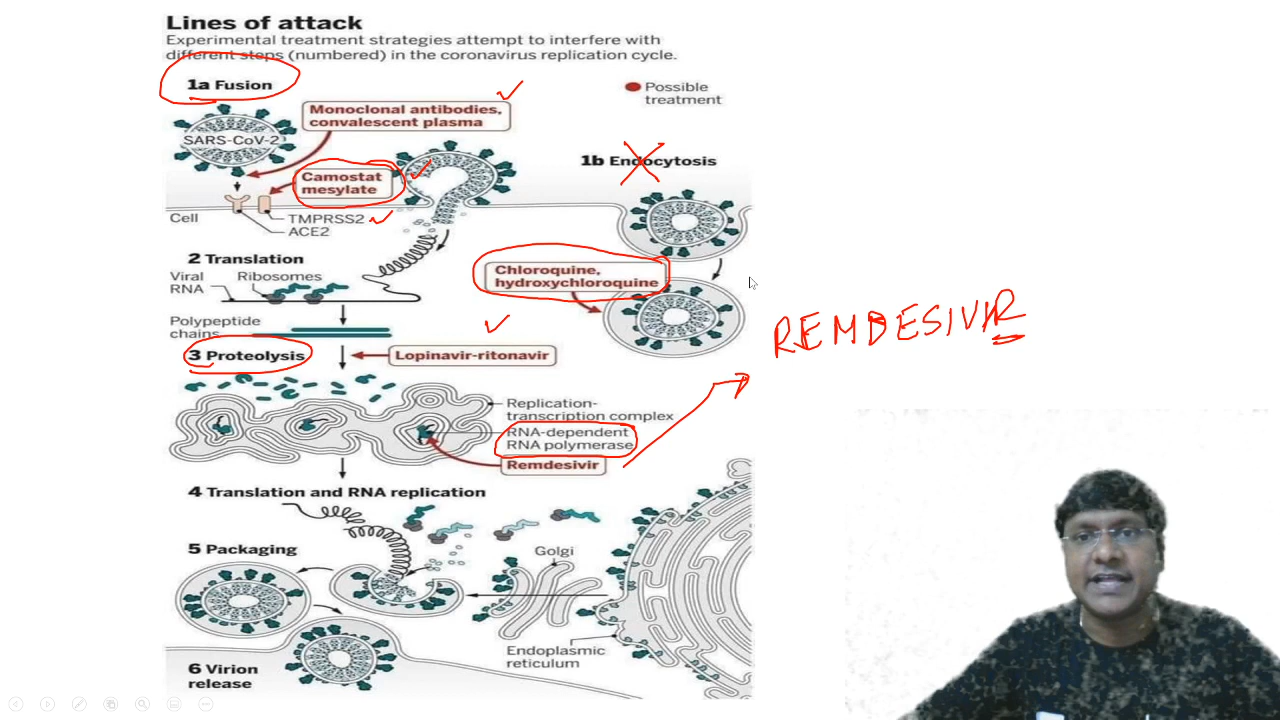 Lines of attack
Experimental treatment strategies attempt to interfere with
different steps (numbered) in the coronavirus replication cycle.
1a Fusion
Possible
treatment
Monoclonal antibodies,
convalescent plasma
SARS-CoV-2
1b Endocytosis
Camostat
mesylate
Cell
TMPRSS2
ACE2
2 Translation
Viral
RNA
Ribosomes
Chloroquine,
hydroxychloroquine
REMDESIVIR
Polypeptide
chains
3 Proteolysis
Lopinavir-ritonavir
Replication-
transcription complex
RNA-dependent
RNA polymerase
Remdesivir
4 Translation and RNA replication
5 Packaging
Golgi
Endoplasmic
reticulum
6 Virion
release